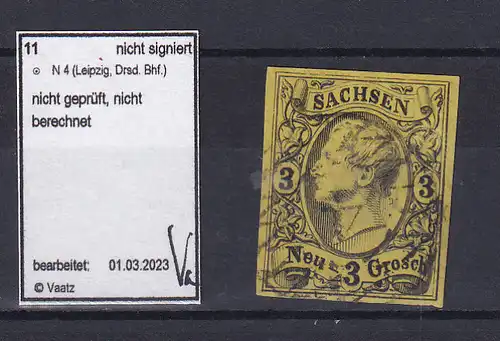 11 nicht signiert
⊙ N 4 (Leipzig, Drsd. Bhf.)
nicht geprüft, nicht
berechnet
bearbeitet: 01.03.2023
© Vaatz
SACHSEN
3 3
Neu - Grosch
3